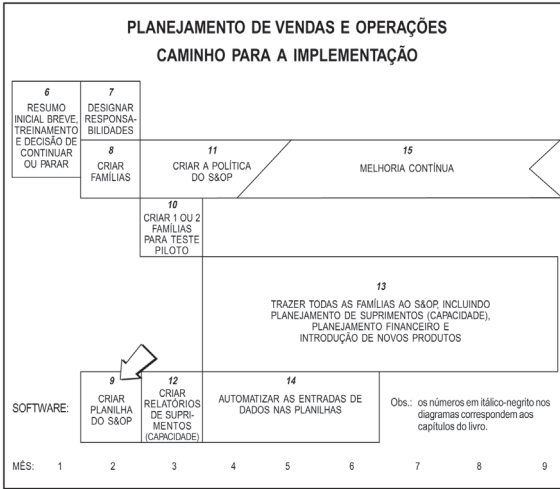 PLANEJAMENTO DE VENDAS E OPERAÇÕES
CAMINHO PARA A IMPLEMENTAÇÃO
6
RESUMO
INICIAL BREVE,
TREINAMENTO
E DECISÃO DE
CONTINUAR
OU PARAR
7
DESIGNAR
RESPONSA-
BILIDADES
8
CRIAR
FAMÍLIAS
11
CRIAR A POLÍTICA
DO S&OP
15
MELHORIA CONTÍNUA
10
CRIAR 1 OU 2
FAMÍLIAS
PARA TESTE
PILOTO
13
TRAZER TODAS AS FAMÍLIAS AO S&OP, INCLUINDO
PLANEJAMENTO DE SUPRIMENTOS (CAPACIDADE),
PLANEJAMENTO FINANCEIRO E
INTRODUÇÃO DE NOVOS PRODUTOS
SOFTWARE:
9
CRIAR
PLANILHA
DO S&OP
12
CRIAR
RELATÓRIOS
DE SUPRI-
MENTOS
(CAPACIDADE)
14
AUTOMATIZAR AS ENTRADAS DE
DADOS NAS PLANILHAS
Obs.: os números em itálico-negrito nos
diagramas correspondem aos
capítulos do livro.
MÊS: 1 2 3 4 5 6 7 8 9